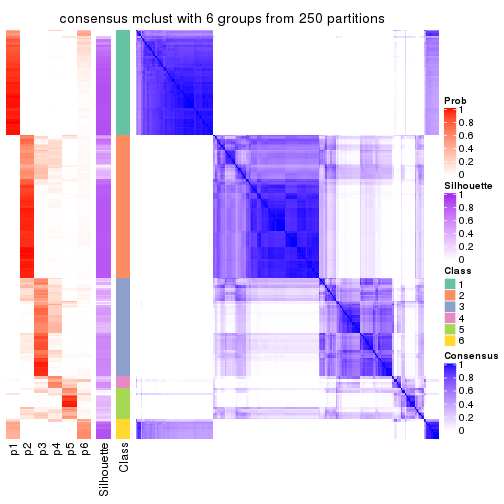 consensus mclust with 6 groups from 250 partitions
Prob
1
0.8
0.6
0.4
0.2
0
Silhouette
1
0.8
0.6
0.4
0.2
0
Class
1
2
3
4
5
6
Consensus
1
0.8
0.6
0.4
0.2
0
p1
p2
p3
p4
p5
p6
Silhouette
Class